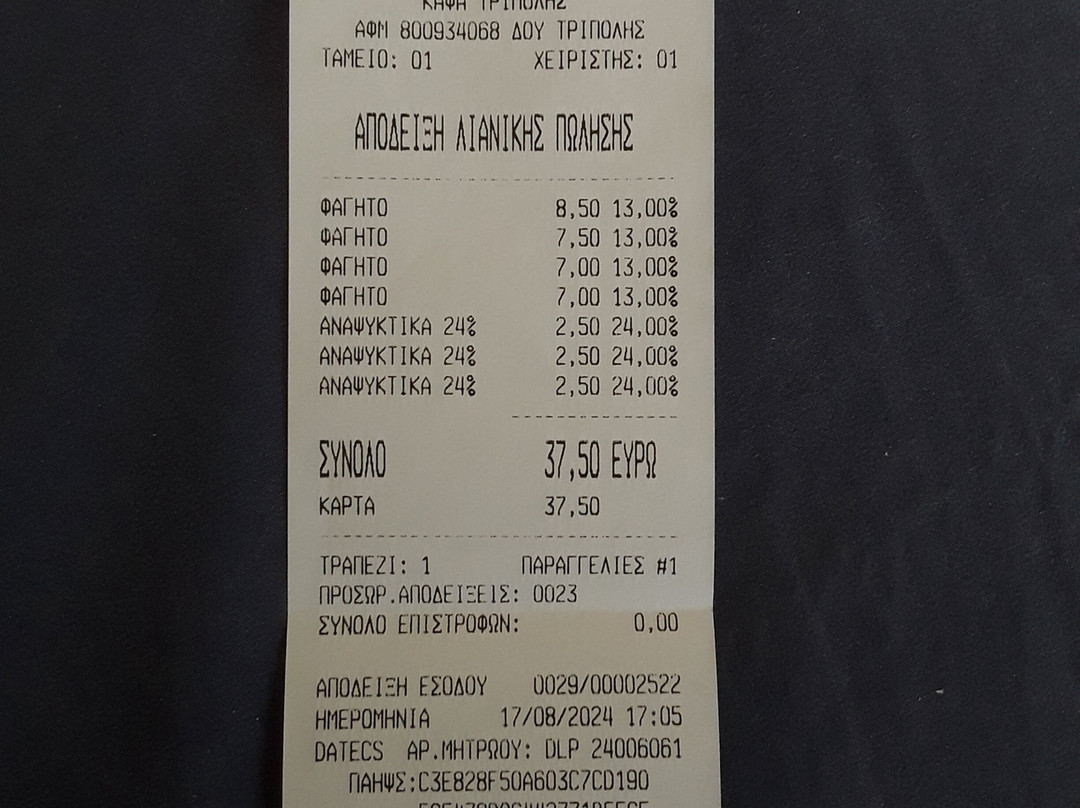 ΚΑΨΑ ΤΡΙΠΟΛΗΣ
ΑΦΜ 800934068 ΔΟΥ ΤΡΙΠΟΛΗΣ
ΤΑΜΕΙΟ: 01 ΧΕΙΡΙΣΤΗΣ: 01
ΑΠΟΔΕΙΞΗ ΛΙΑΝΙΚΗΣ ΠΩΛΗΣΗΣ
ΦΑΓΗΤΟ 8,50 13,00%
ΦΑΓΗΤΟ 7,50 13,00%
ΦΑΓΗΤΟ 7,00 13,00%
ΦΑΓΗΤΟ 7,00 13,00%
ΑΝΑΨΥΚΤΙΚΑ 24% 2,50 24,00%
ΑΝΑΨΥΚΤΙΚΑ 24% 2,50 24,00%
ΑΝΑΨΥΚΤΙΚΑ 24% 2,50 24,00%
ΣΥΝΟΛΟ 37,50 ΕΥΡΩ
ΚΑΡΤΑ 37,50
ΤΡΑΠΕΖΙ: 1 ΠΑΡΑΓΓΕΛΙΕΣ #1
ΠΡΟΣΩΡ.ΑΠΟΔΕΙΞΕΙΣ: 0023
ΣΥΝΟΛΟ ΕΠΙΣΤΡΟΦΩΝ: 0,00
ΑΠΟΔΕΙΞΗ ΕΣΟΔΟΥ 0029/00002522
ΗΜΕΡΟΜΗΝΙΑ 17/08/2024 17:05
DATECS ΑΡ.ΜΗΤΡΩΟΥ: DLP 24006061
ΠΑΗΨΣ:C3E828F50A603C7CD190